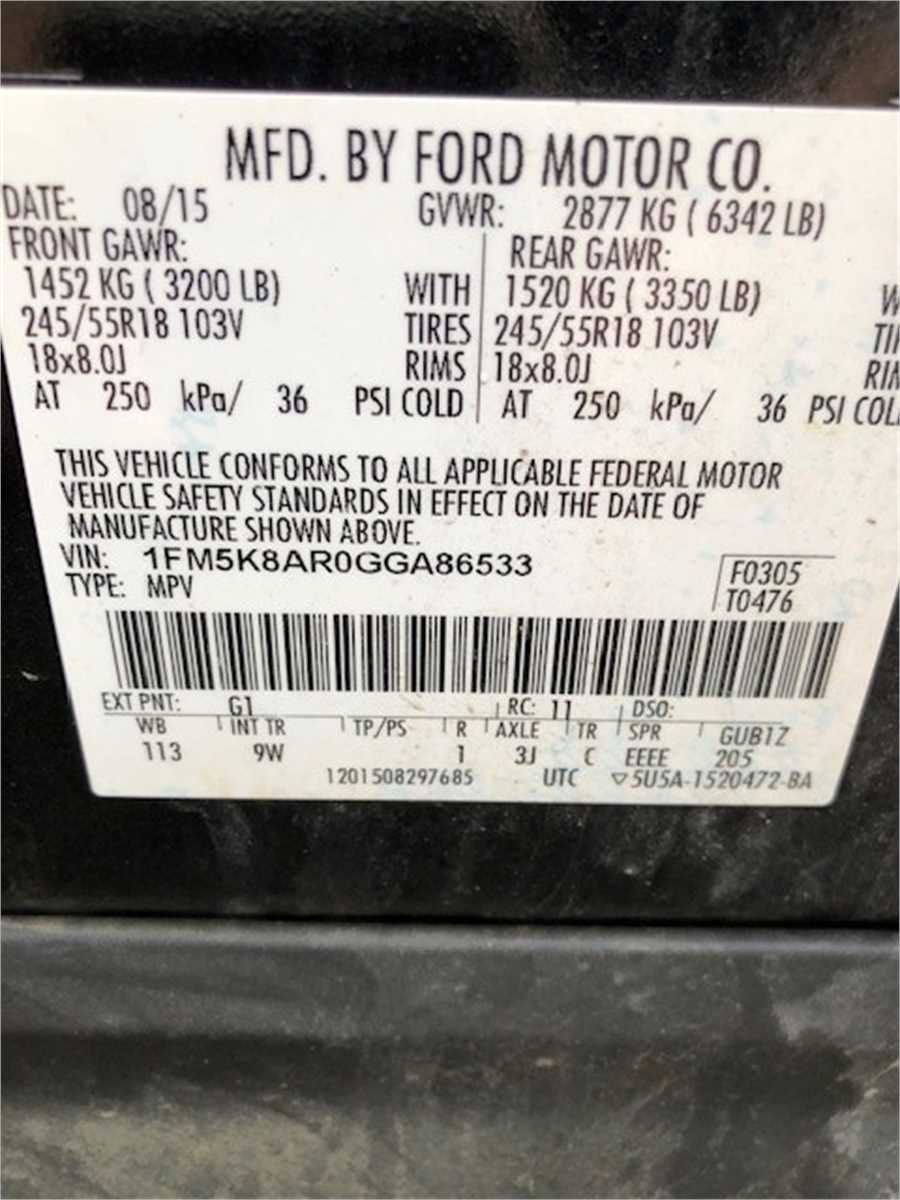 MFD. BY FORD MOTOR CO.
DATE: 08/15 GVWR: 2877 KG ( 6342 LB)
FRONT GAWR: REAR GAWR:
1452 KG ( 3200 LB) WITH 1520 KG ( 3350 LB) W
245/55R18 103V TIRES 245/55R18 103V TI
18x8.0J RIMS 18x8.0J RIM
AT 250 kPa/ 36 PSI COLD AT 250 kPa/ 36 PSI COL
THIS VEHICLE CONFORMS TO ALL APPLICABLE FEDERAL MOTOR
VEHICLE SAFETY STANDARDS IN EFFECT ON THE DATE OF
MANUFACTURE SHOWN ABOVE.
VIN: 1FM5K8AR0GGA86533 F0305
TYPE: MPV T0476
EXT PNT: G1 RC: 11 DSO:
WB INT TR TP/PS R AXLE TR SPR GUB1Z
113 9W 1 3J C EEEE 205
1201508297685 UTC ▽5U5A-1520472-BA